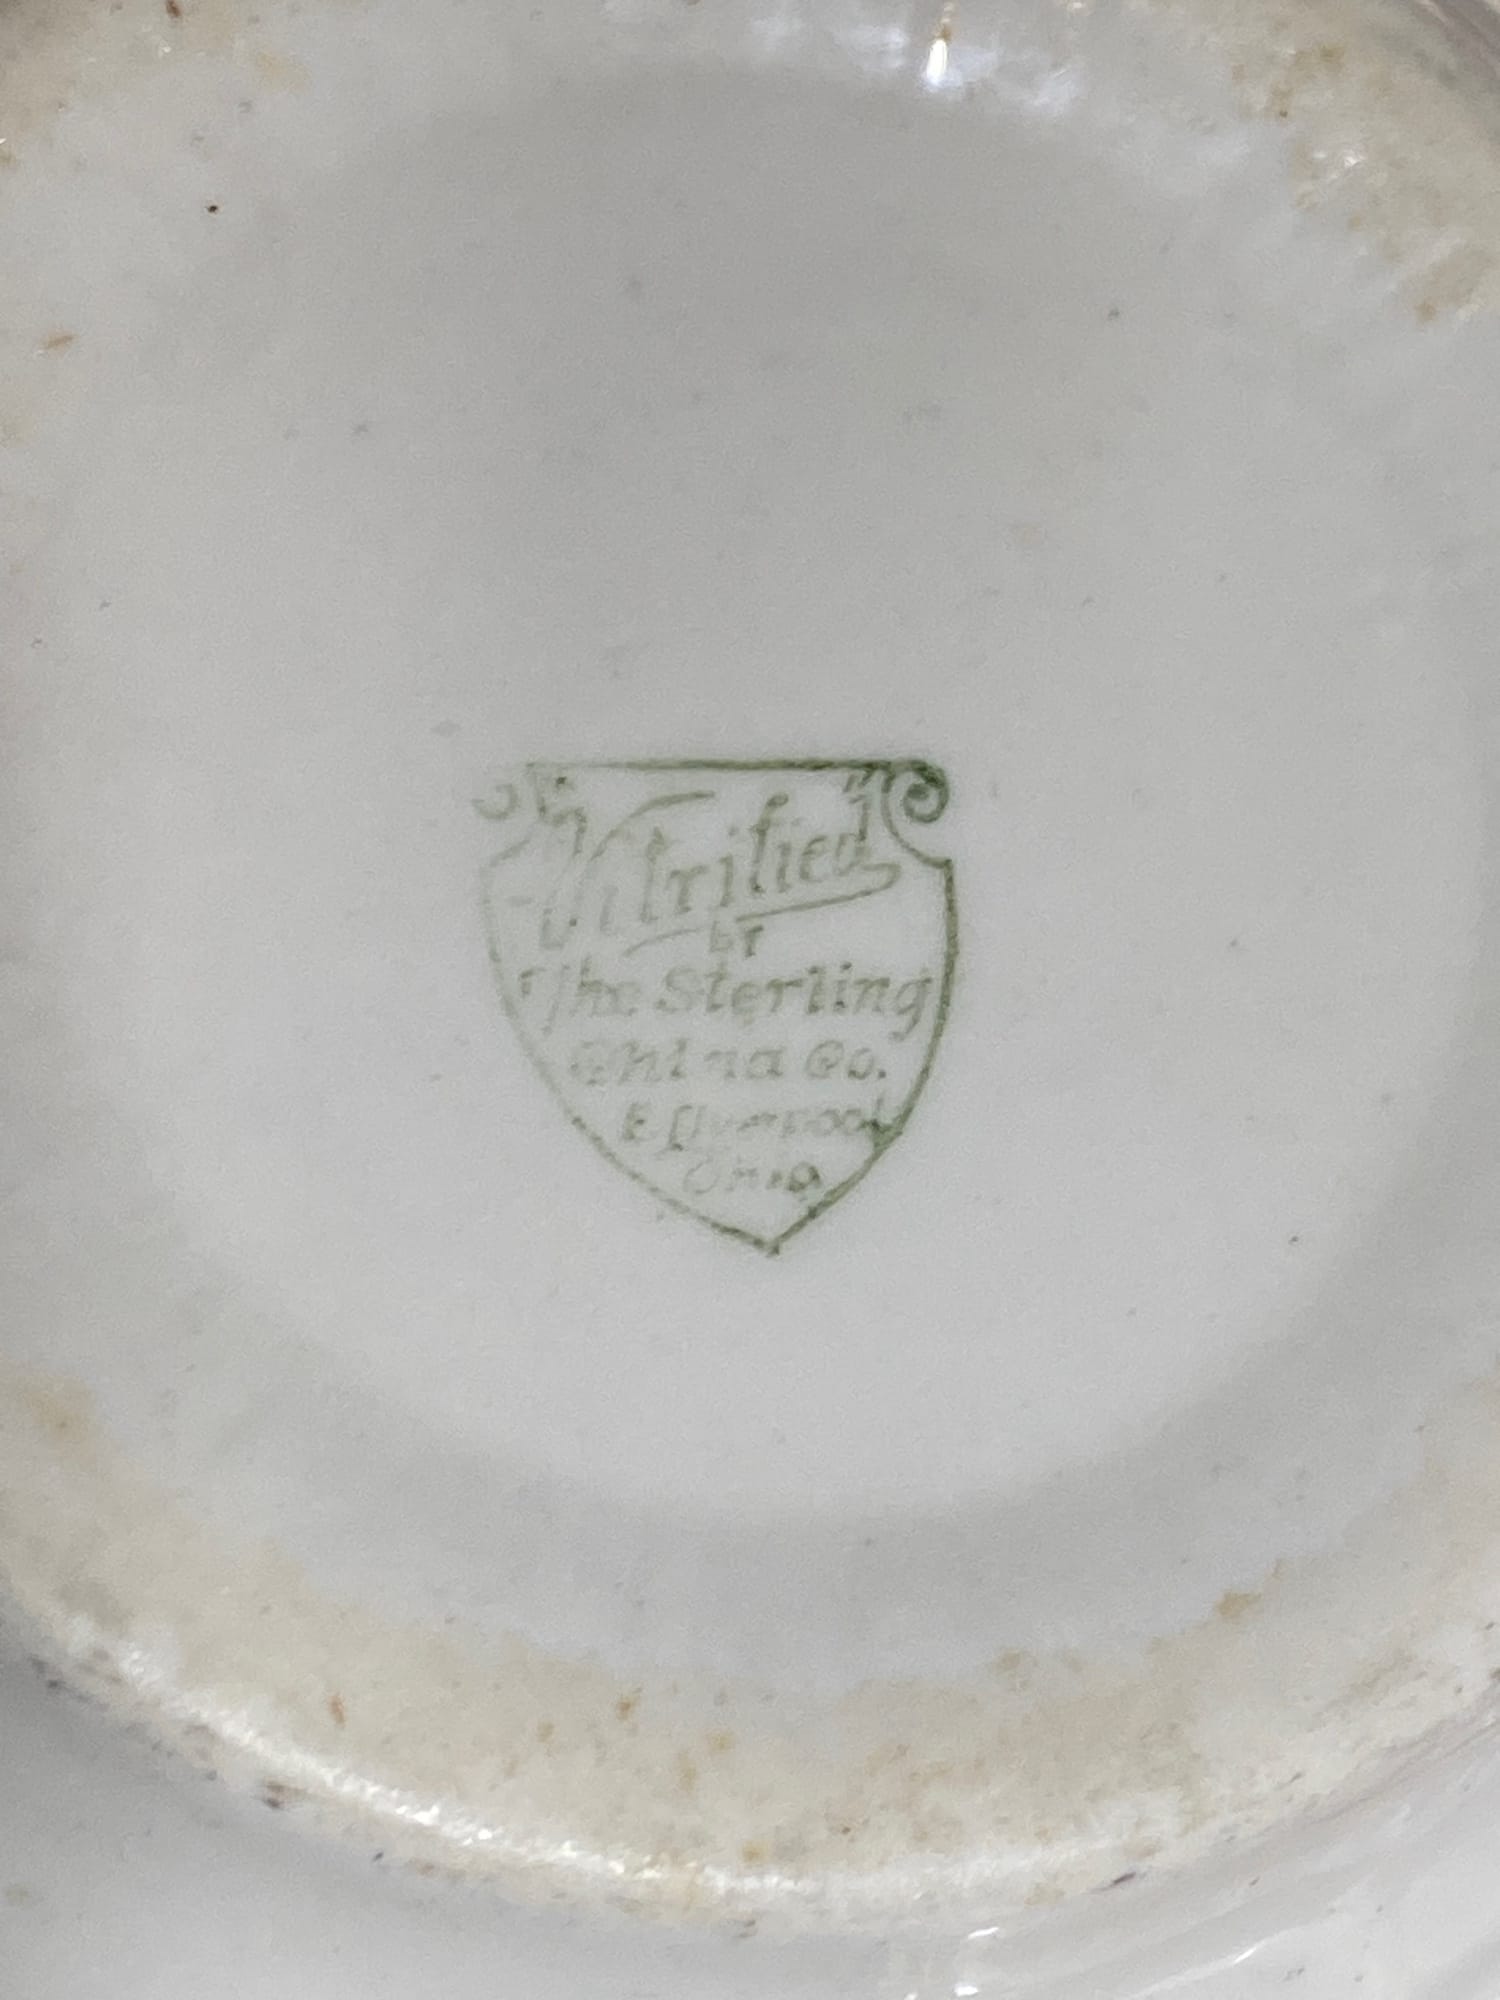 "Vitrified"
BY
The Sterling
China Co.
E Liverpool
Ohio